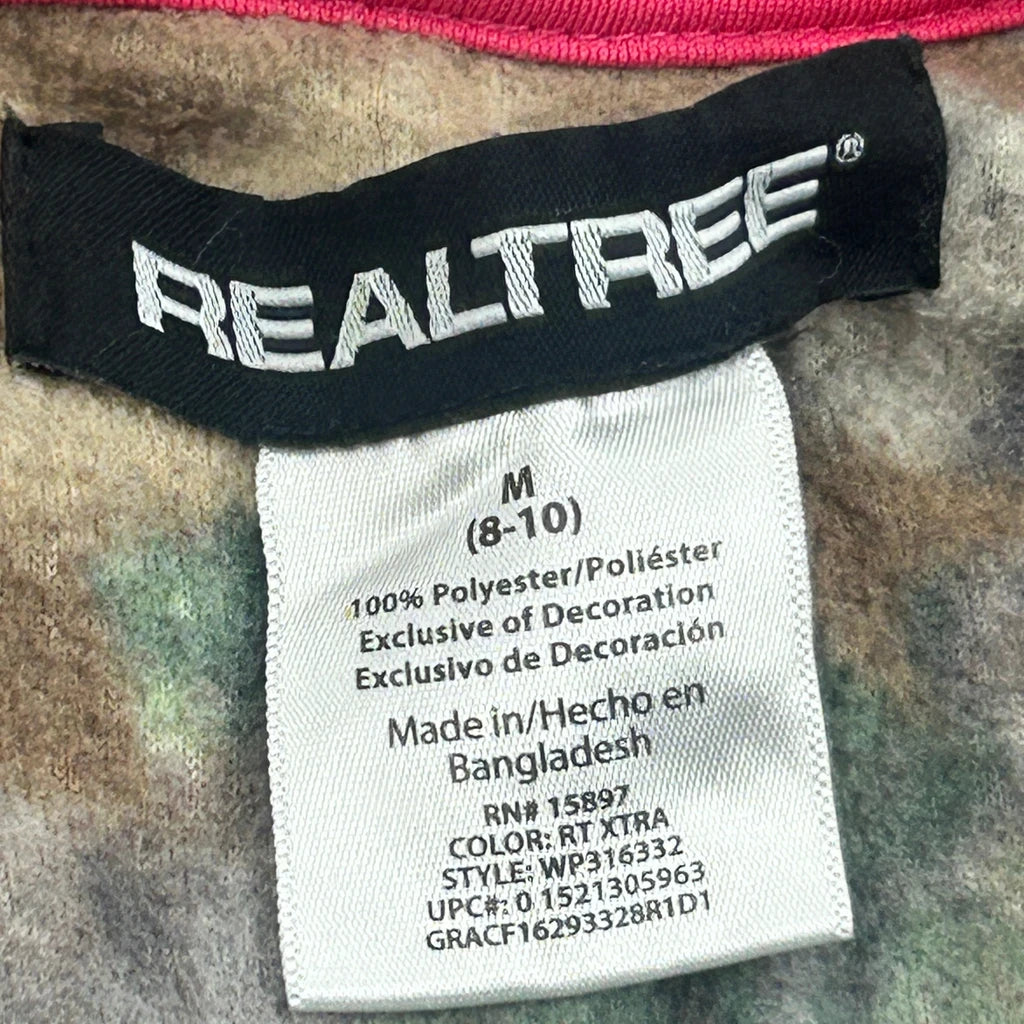 REALTREE®
M
(8-10)
100% Polyester/Poliéster
Exclusive of Decoration
Exclusivo de Decoración
Made in/Hecho en
Bangladesh
RN# 15897
COLOR: RT XTRA
STYLE: WP316332
UPC#: 0 1521305963
GRACF16293328R1D1